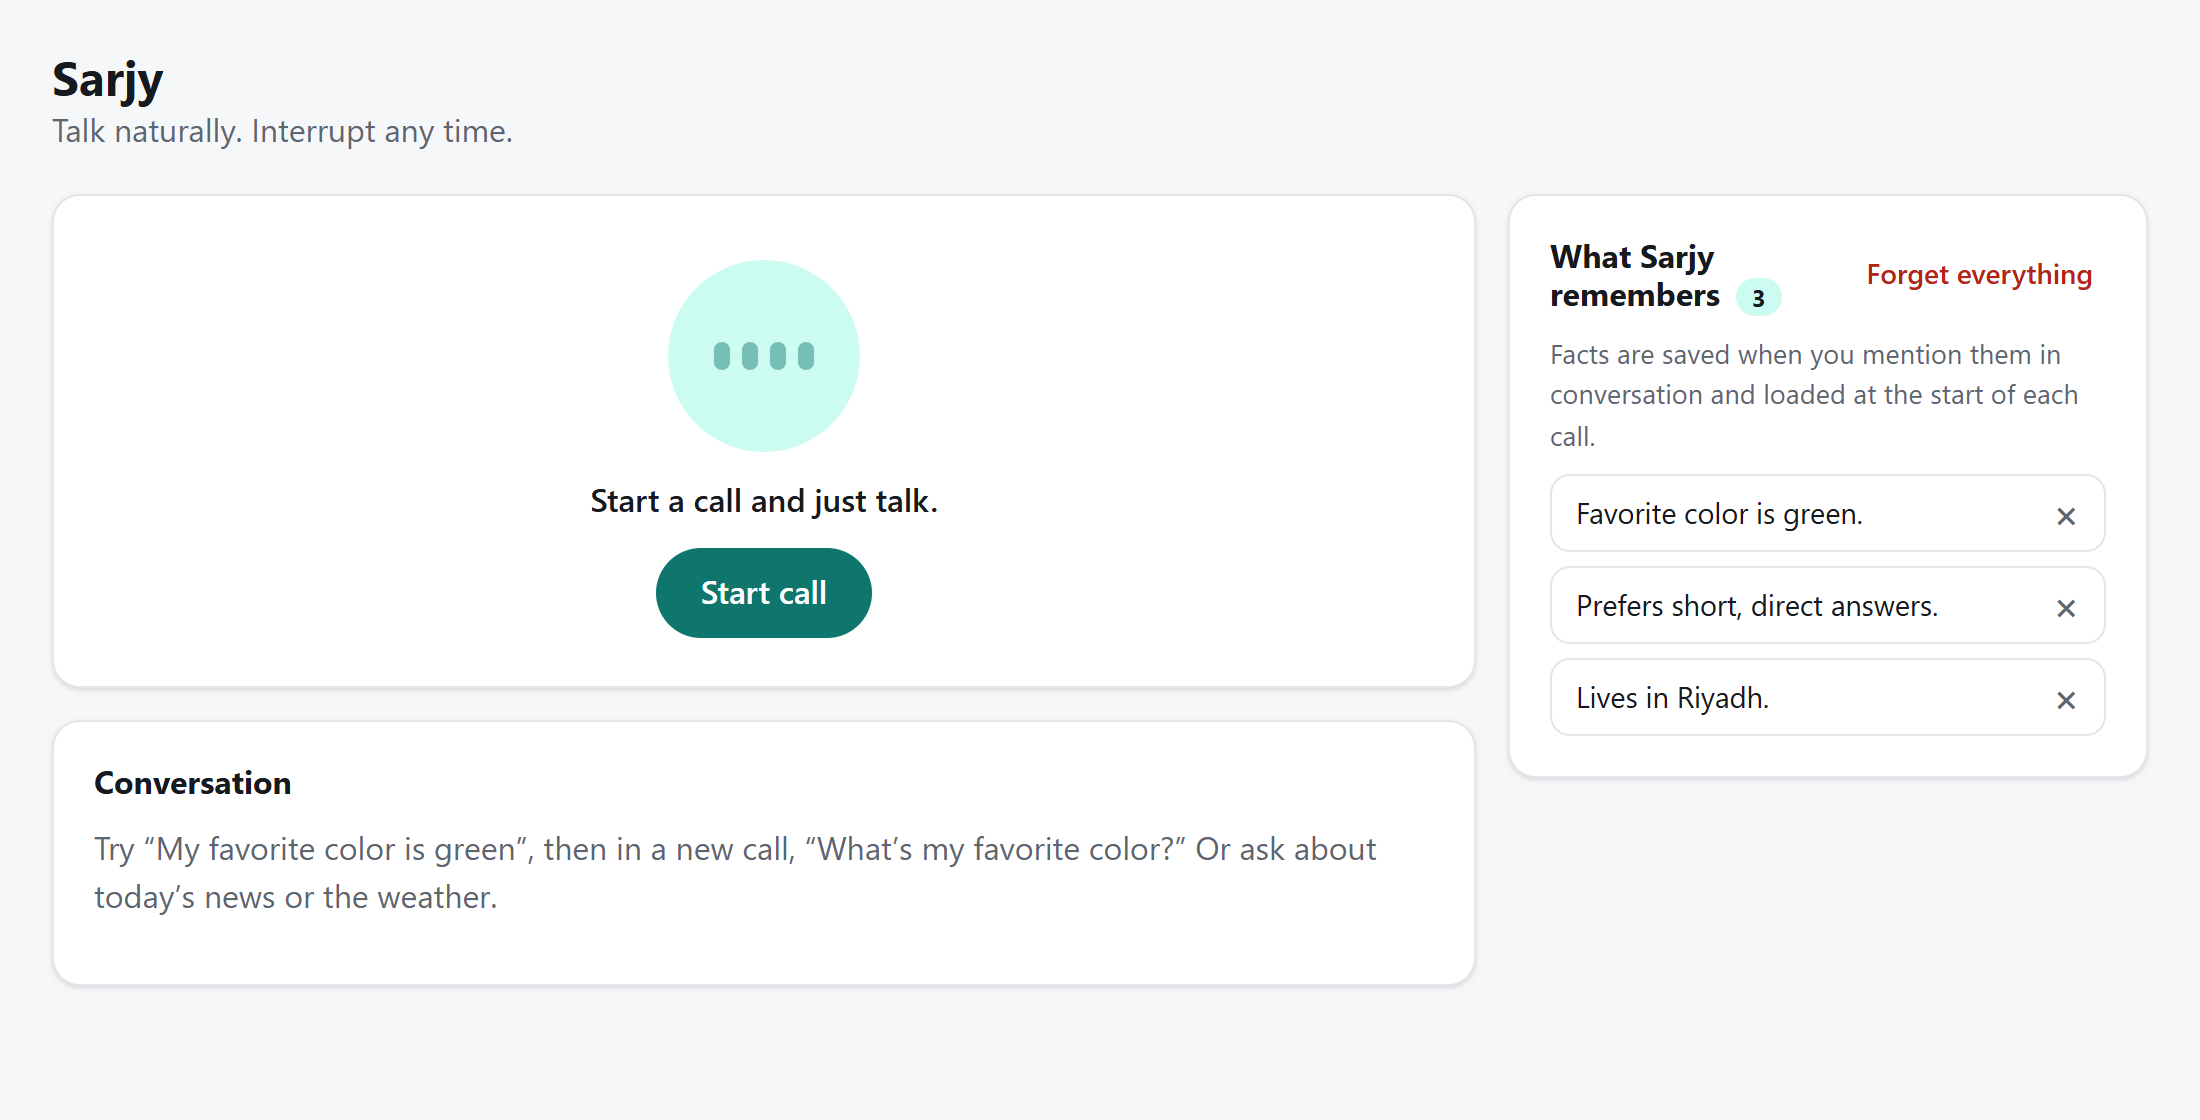 Sarjy
Talk naturally. Interrupt any time.
Start a call and just talk.
Start call
Conversation
Try “My favorite color is green”, then in a new call, “What’s my favorite color?” Or ask about
today’s news or the weather.
What Sarjy
remembers 3
Forget everything
Facts are saved when you mention them in
conversation and loaded at the start of each
call.
Favorite color is green. ×
Prefers short, direct answers. ×
Lives in Riyadh. ×